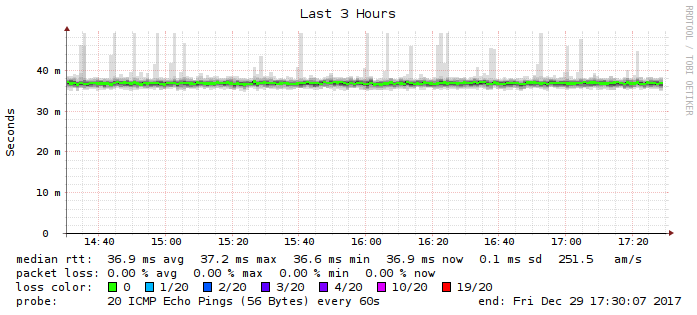 Last 3 Hours
RRDTOOL / TOBI OETIKER
Seconds
40 m
30 m
20 m
10 m
0
14:40 15:00 15:20 15:40 16:00 16:20 16:40 17:00 17:20
median rtt: 36.9 ms avg 37.2 ms max 36.6 ms min 36.9 ms now 0.1 ms sd 251.5 am/s
packet loss: 0.00 % avg 0.00 % max 0.00 % min 0.00 % now
loss color: 0 1/20 2/20 3/20 4/20 10/20 19/20
probe: 20 ICMP Echo Pings (56 Bytes) every 60s end: Fri Dec 29 17:30:07 2017